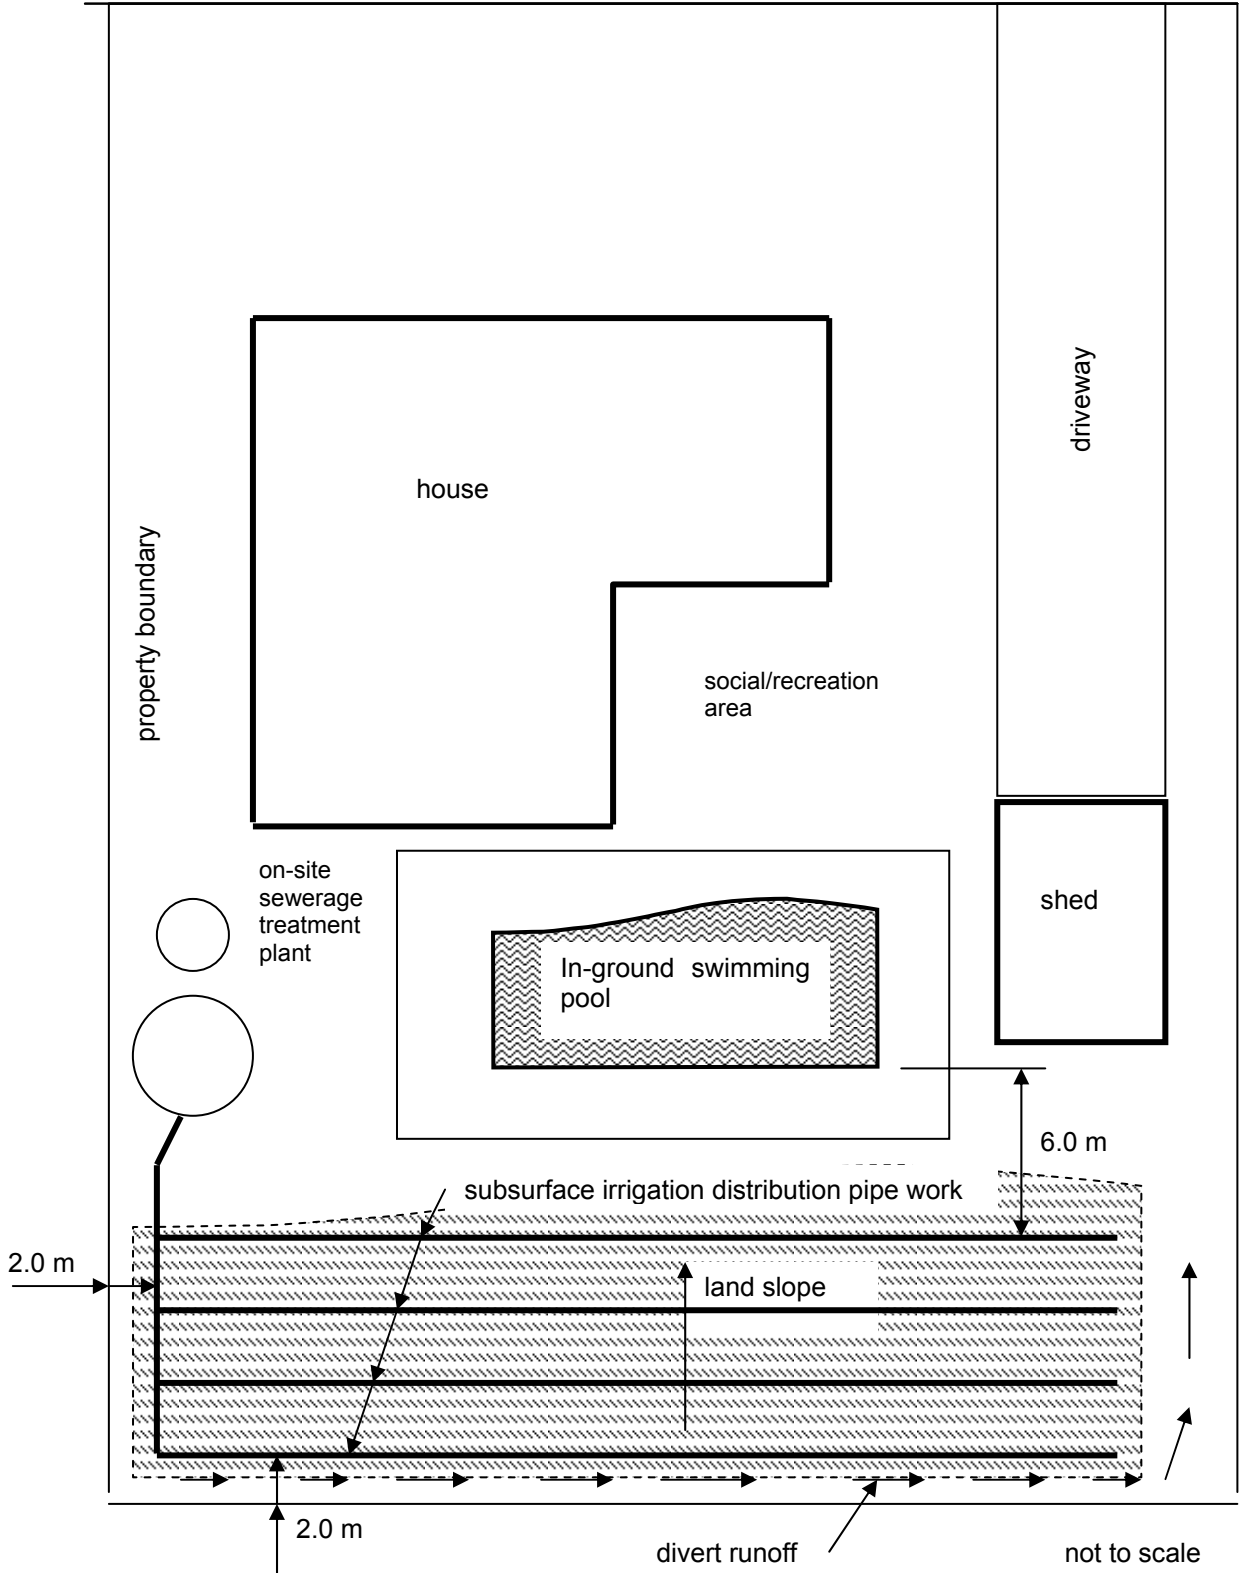 driveway
house
property boundary
social/recreation
area
on-site
sewerage
treatment
plant
shed
In-ground swimming
pool
6.0 m
subsurface irrigation distribution pipe work
2.0 m
land slope
2.0 m
divert runoff
not to scale